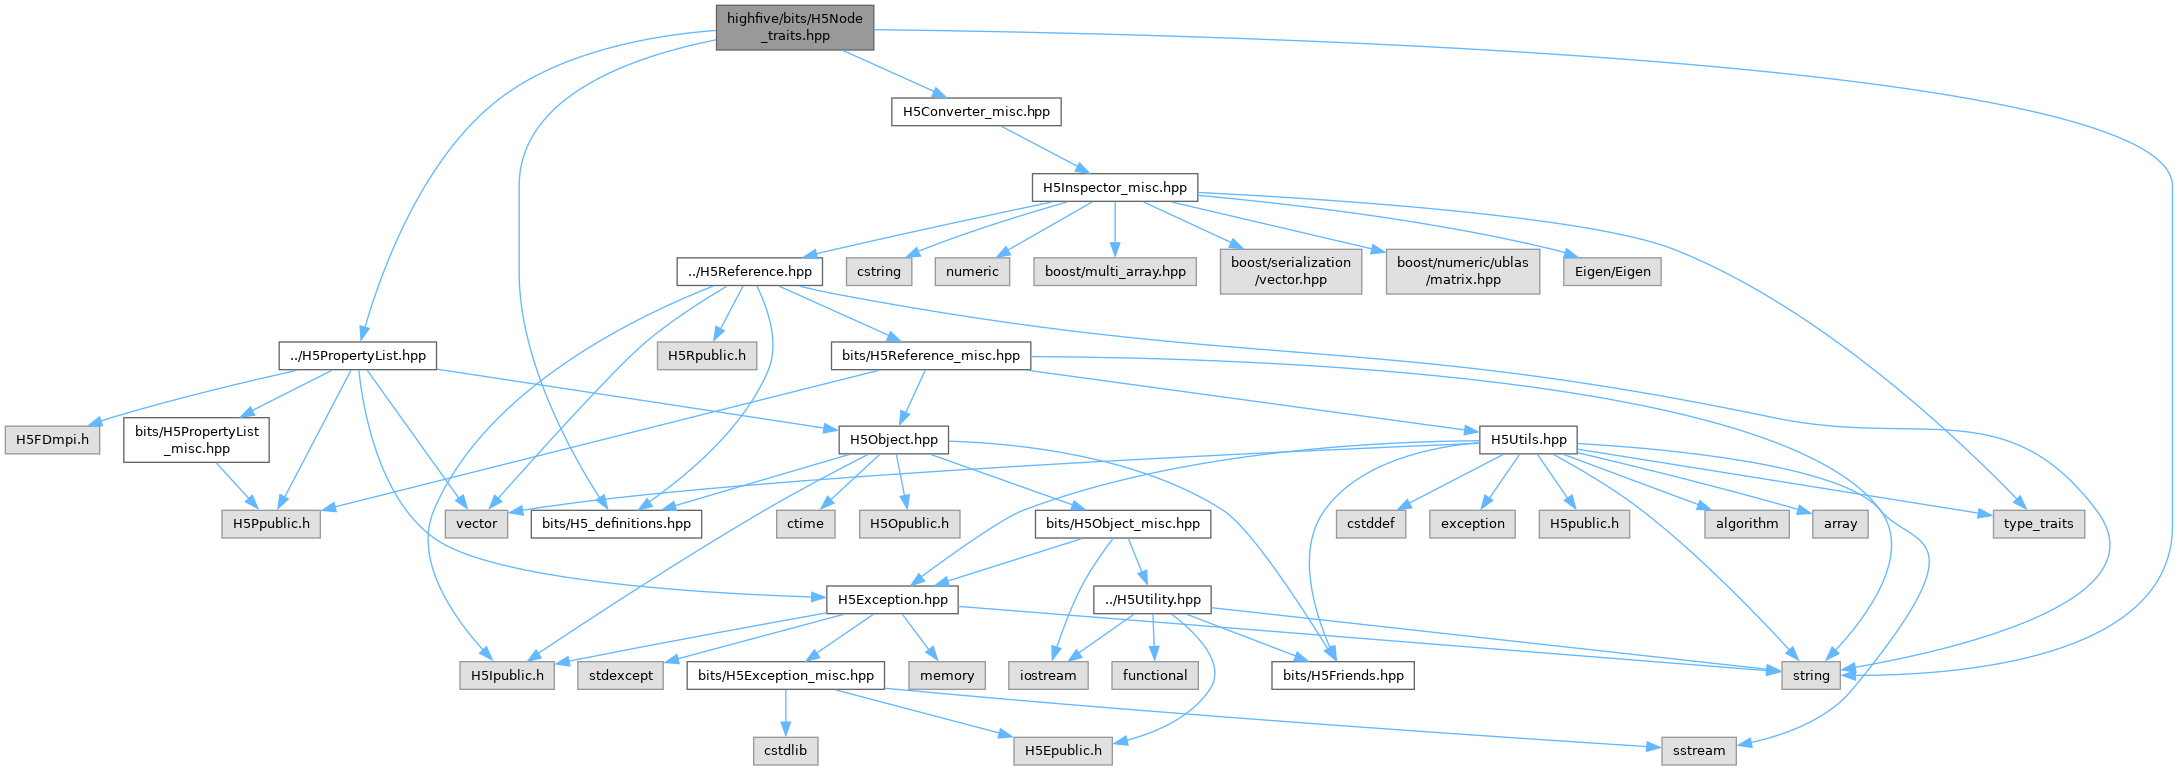 highfive/bits/H5Node
_traits.hpp
H5Converter_misc.hpp
H5Inspector_misc.hpp
../H5Reference.hpp
cstring
numeric
boost/multi_array.hpp
boost/serialization
/vector.hpp
boost/numeric/ublas
/matrix.hpp
Eigen/Eigen
../H5PropertyList.hpp
H5Rpublic.h
bits/H5Reference_misc.hpp
H5FDmpi.h
bits/H5PropertyList
_misc.hpp
H5Object.hpp
H5Utils.hpp
H5Ppublic.h
vector
bits/H5_definitions.hpp
ctime
H5Opublic.h
bits/H5Object_misc.hpp
cstddef
exception
H5public.h
algorithm
array
type_traits
H5Exception.hpp
../H5Utility.hpp
H5Ipublic.h
stdexcept
bits/H5Exception_misc.hpp
memory
iostream
functional
bits/H5Friends.hpp
string
cstdlib
H5Epublic.h
sstream